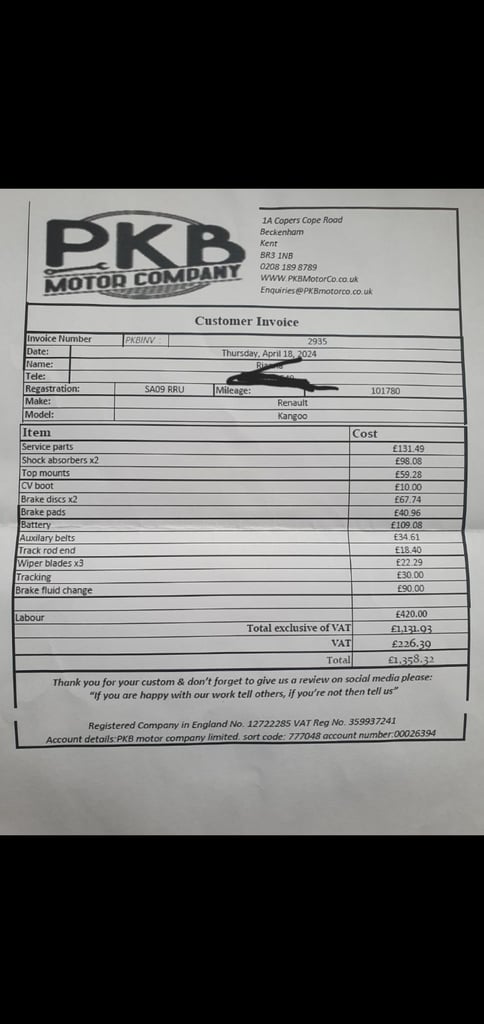 PKB
MOTOR COMPANY
1A Copers Cope Road
Beckenham
Kent
BR3 1NB
0208 189 8789
WWW.PKBMotorCo.co.uk
Enquiries@PKBmotorco.co.uk
Customer Invoice
Invoice Number PKBINV : 2935
Date: Thursday, April 18, 2024
Name:
Tele:
Regastration: SA09 RRU Mileage: 101780
Make: Renault
Model: Kangoo
Item Cost
Service parts £131.49
Shock absorbers x2 £98.08
Top mounts £59.28
CV boot £10.00
Brake discs x2 £67.74
Brake pads £40.96
Battery £109.08
Auxilary belts £34.61
Track rod end £18.40
Wiper blades x3 £22.29
Tracking £30.00
Brake fluid change £90.00
Labour £420.00
Total exclusive of VAT £1,131.93
VAT £226.39
Total £1,358.32
Thank you for your custom & don't forget to give us a review on social media please:
"If you are happy with our work tell others, if you're not then tell us"
Registered Company in England No. 12722285 VAT Reg No. 359937241
Account details:PKB motor company limited. sort code: 777048 account number:00026394